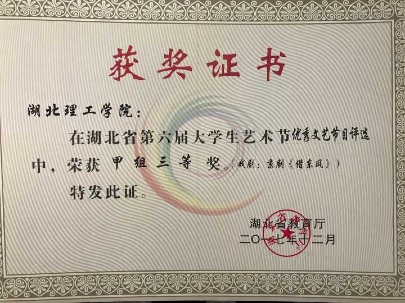 获奖证书
湖北理工学院：
在湖北省第六届大学生艺术节优秀文艺节目评选
中，荣获 甲组三等 奖。（戏剧：京剧《借东风》）
特发此证。
湖北省教育厅
二〇一七年十二月